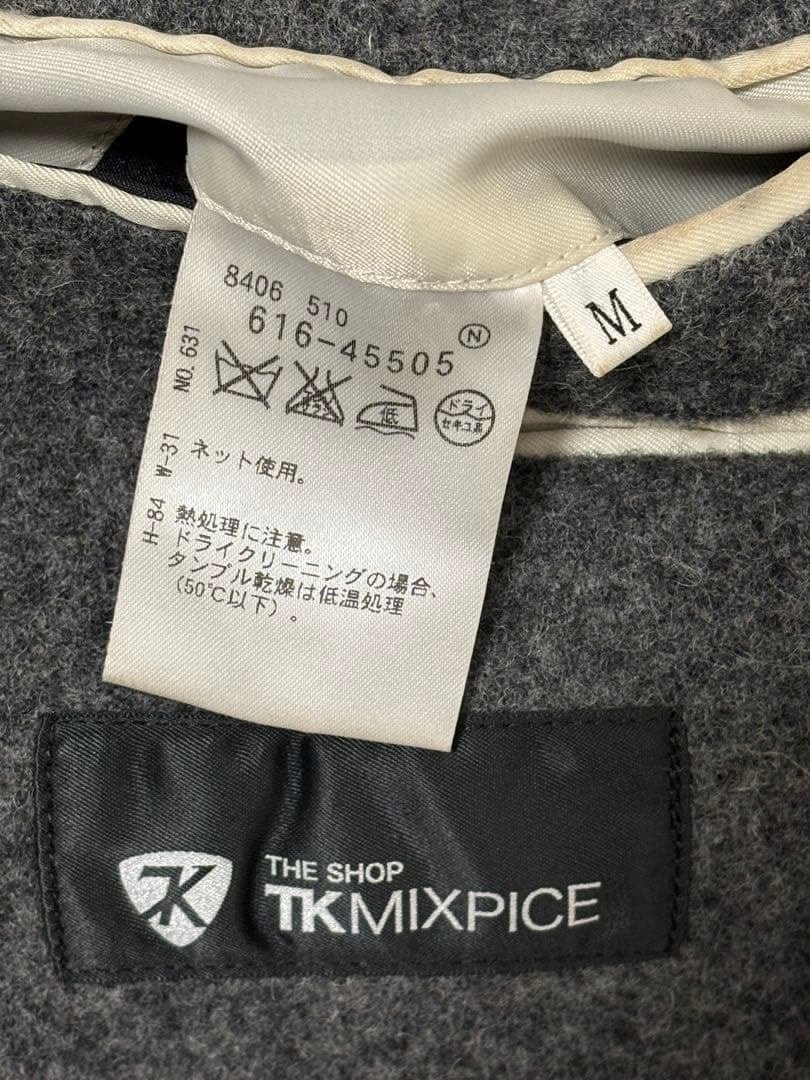 8406 510
616-45505 N
NO.631
低
ドライ
セキユ系
W-31
H-84
ネット使用。
熱処理に注意。
ドライクリーニングの場合、
タンブル乾燥は低温処理
(50℃以下)。
M
TK
THE SHOP
TKMIXPICE